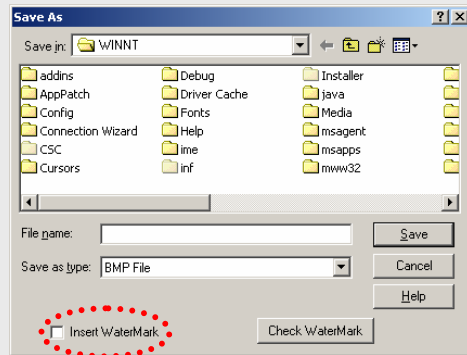 Save As
Save in: WINNT
addins Debug Installer
AppPatch Driver Cache java
Config Fonts Media
Connection Wizard Help msagent
CSC ime msapps
Cursors inf mww32
File name: Save
Save as type: BMP File Cancel
Help
Insert WaterMark Check WaterMark